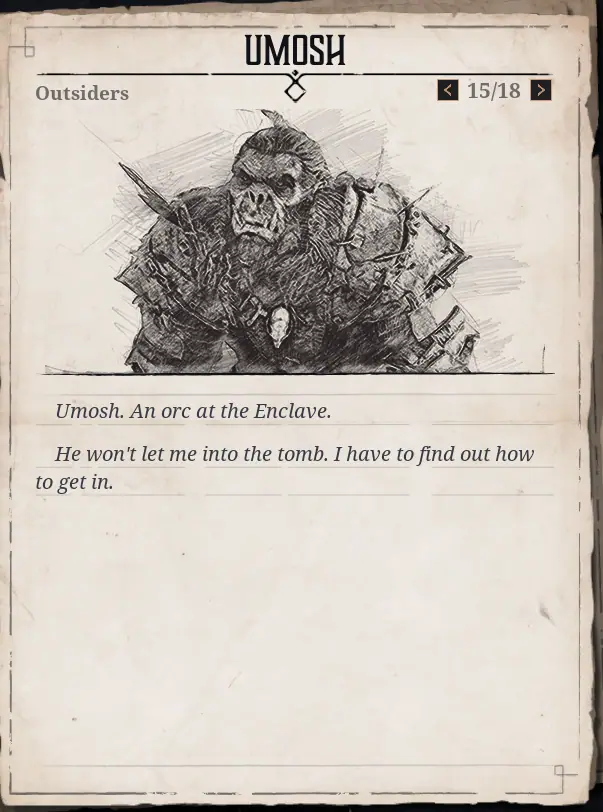 UMOSH
Outsiders
< 15/18 >
Umosh. An orc at the Enclave.
He won't let me into the tomb. I have to find out how
to get in.